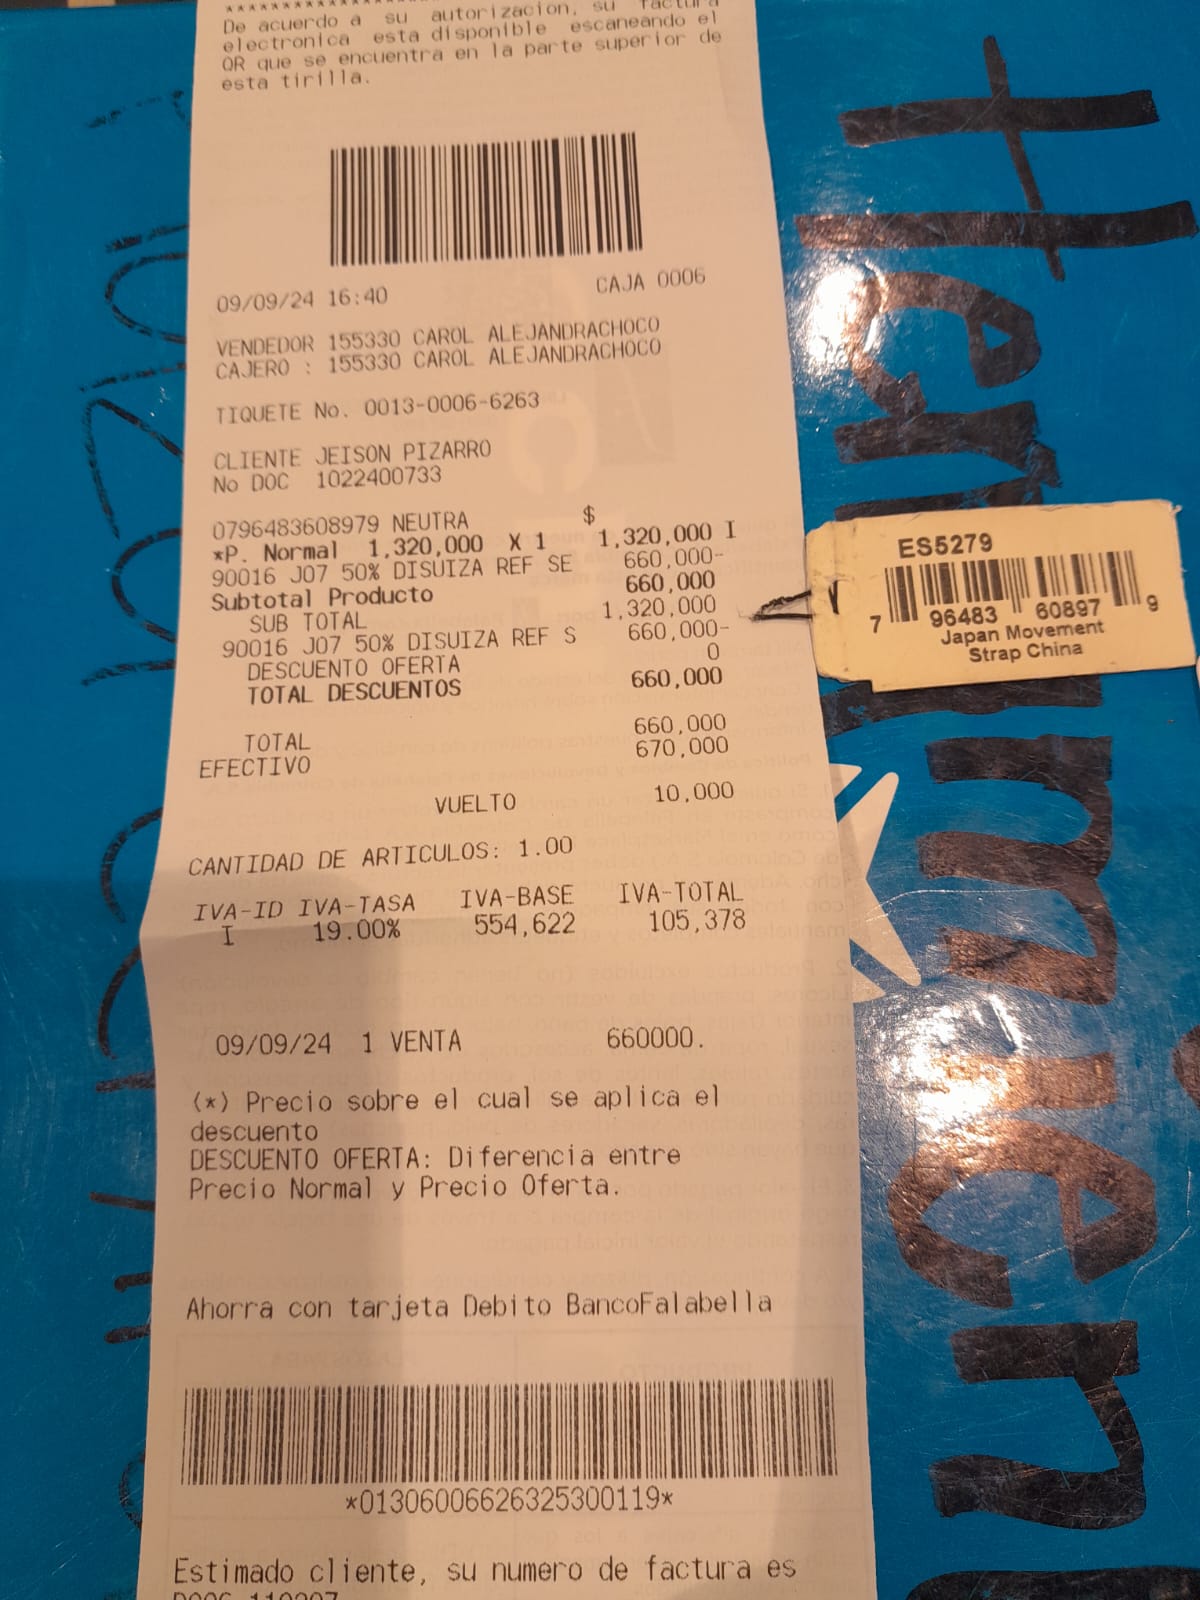 De acuerdo a su autorizacion, su factura
electronica esta disponible escaneando el
QR que se encuentra en la parte superior de
esta tirilla.
09/09/24 16:40 CAJA 0006
VENDEDOR 155330 CAROL ALEJANDRACHOCO
CAJERO : 155330 CAROL ALEJANDRACHOCO
TIQUETE No. 0013-0006-6263
CLIENTE JEISON PIZARRO
No DOC 1022400733
0796483608979 NEUTRA $
*P. Normal 1,320,000 X 1 1,320,000 I
90016 J07 50% DISUIZA REF SE 660,000-
Subtotal Producto 660,000
SUB TOTAL 1,320,000
90016 J07 50% DISUIZA REF S 660,000-
DESCUENTO OFERTA 0
TOTAL DESCUENTOS 660,000
TOTAL 660,000
EFECTIVO 670,000
VUELTO 10,000
CANTIDAD DE ARTICULOS: 1.00
IVA-ID IVA-TASA IVA-BASE IVA-TOTAL
I 19.00% 554,622 105,378
09/09/24 1 VENTA 660000.
(*) Precio sobre el cual se aplica el
descuento
DESCUENTO OFERTA: Diferencia entre
Precio Normal y Precio Oferta.
Ahorra con tarjeta Debito BancoFalabella
*01306006626325300119*
Estimado cliente, su numero de factura es
ES5279
7 96483 60897 9
Japan Movement
Strap China